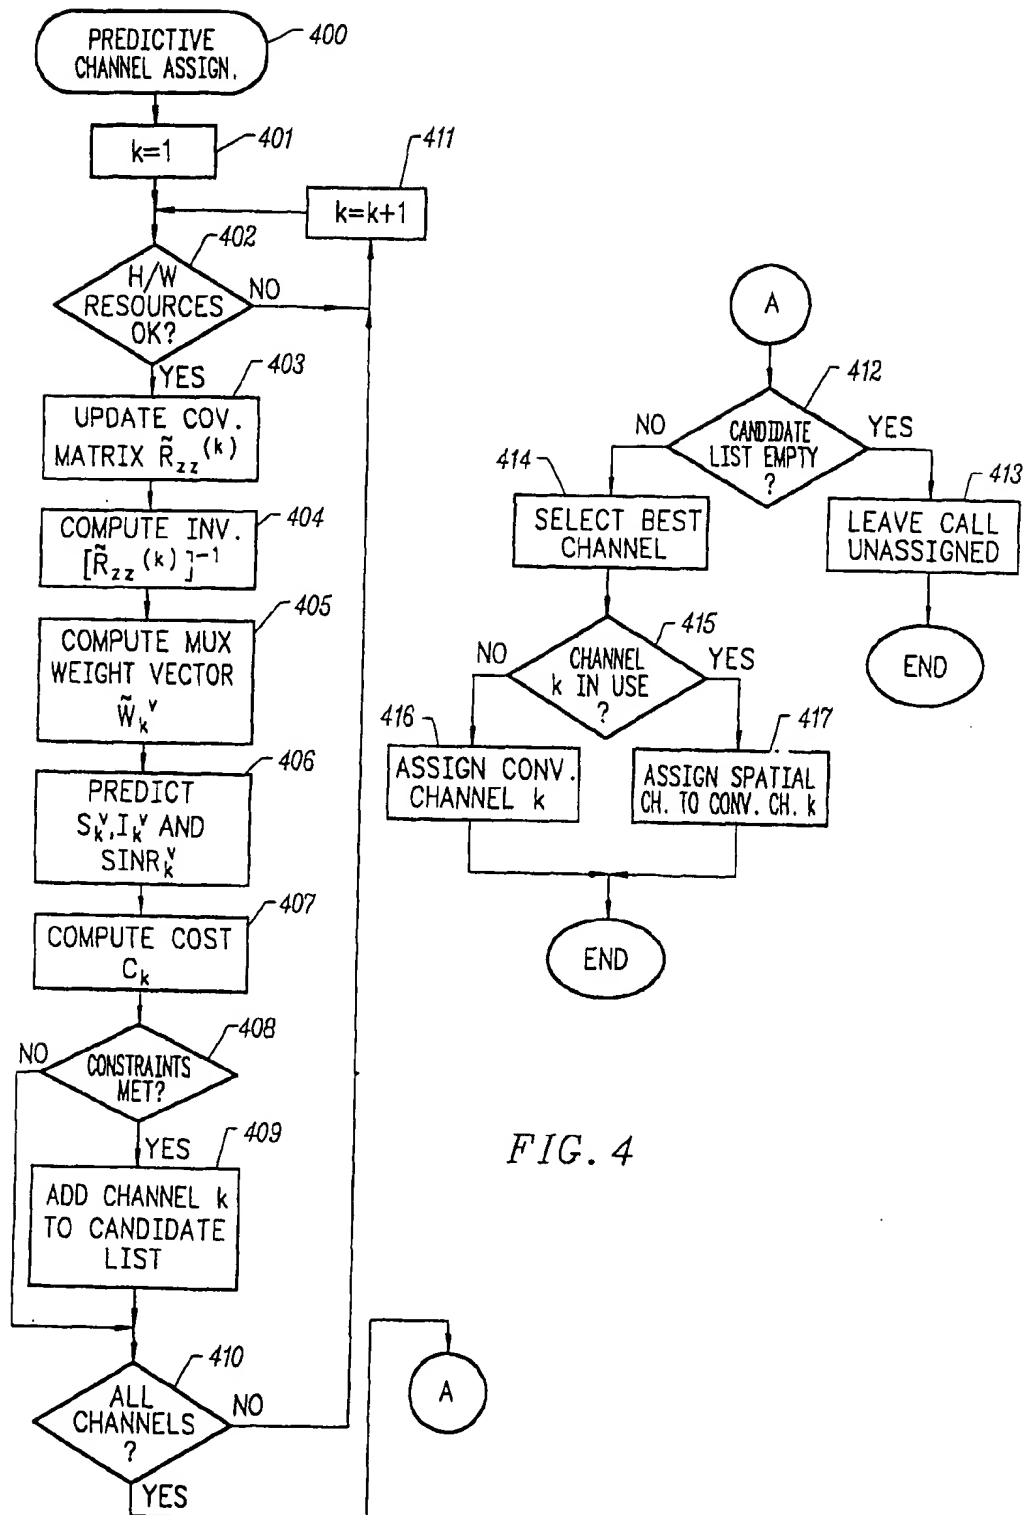 PREDICTIVE
CHANNEL ASSIGN.
400
k=1
401
k=k+1
411
H/W
RESOURCES
OK?
402
NO
YES
UPDATE COV.
MATRIX R̃zz(k)
403
COMPUTE INV.
[R̃zz(k)]-1
404
COMPUTE MUX
WEIGHT VECTOR
W̃kv
405
PREDICT
Skv,Ikv AND
SINRkv
406
COMPUTE COST
Ck
407
CONSTRAINTS
MET?
408
NO
YES
ADD CHANNEL k
TO CANDIDATE
LIST
409
ALL
CHANNELS
?
410
NO
YES
A
A
CANDIDATE
LIST EMPTY
?
412
NO
YES
414
SELECT BEST
CHANNEL
413
LEAVE CALL
UNASSIGNED
END
CHANNEL
k IN USE
?
415
NO
YES
416
ASSIGN CONV.
CHANNEL k
417
ASSIGN SPATIAL
CH. TO CONV. CH. k
END
FIG. 4